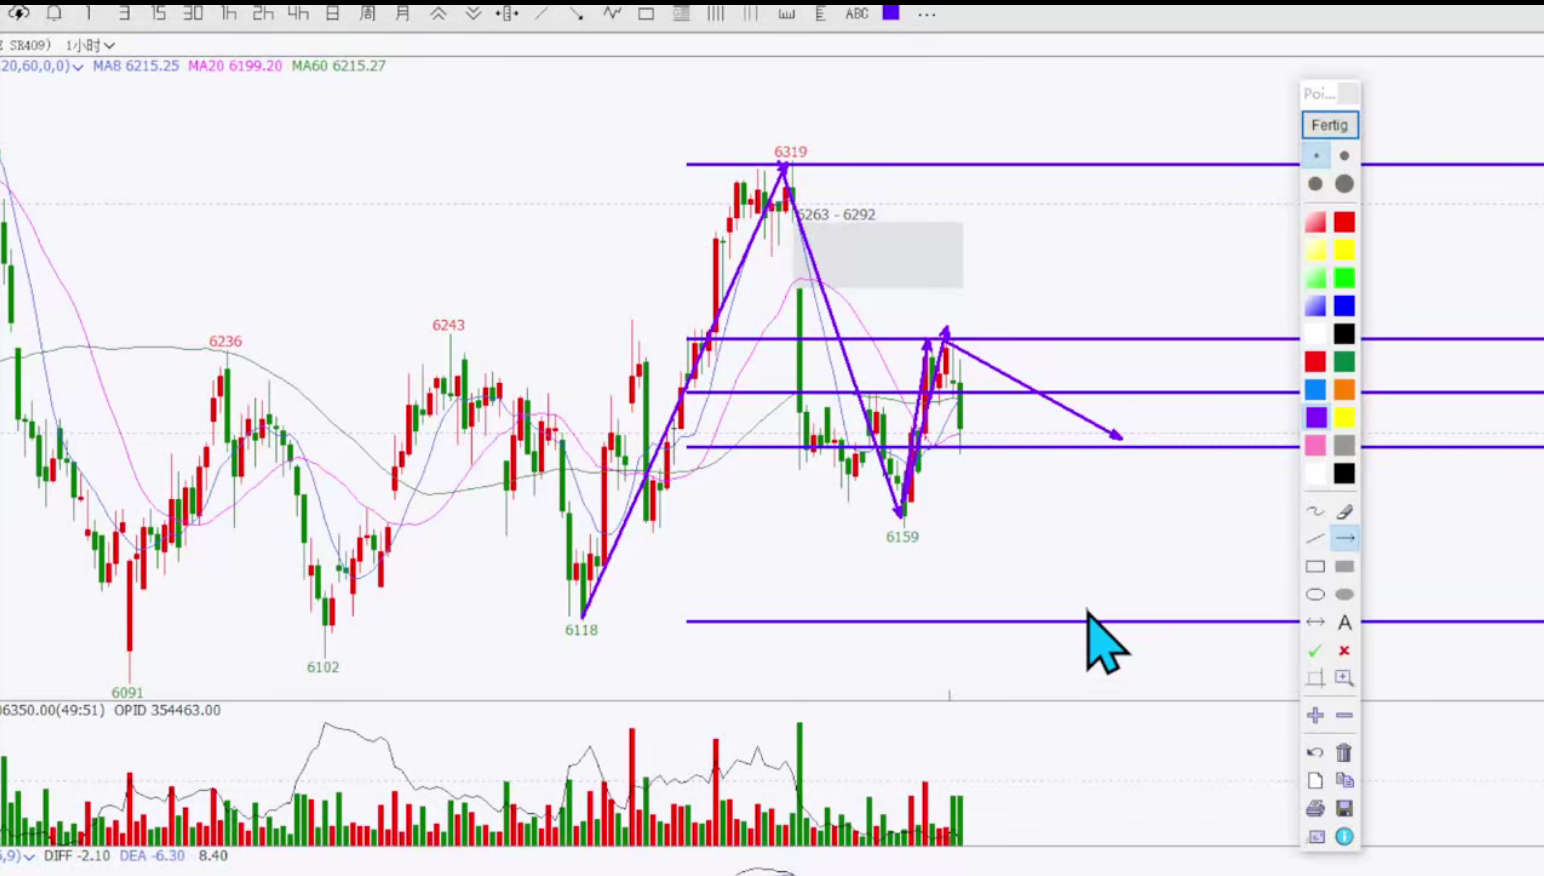 1 3 15 30 1h 2h 4h 日 周 月 ABC ...
SR409) 1小时
20,60,0,0) MA8 6215.25 MA20 6199.20 MA60 6215.27
Poi...
Fertig
6319
6263 - 6292
6243
6236
6159
6118
6102
6091
06350.00(49:51) OPID 354463.00
,9) DIFF -2.10 DEA -6.30 8.40
A